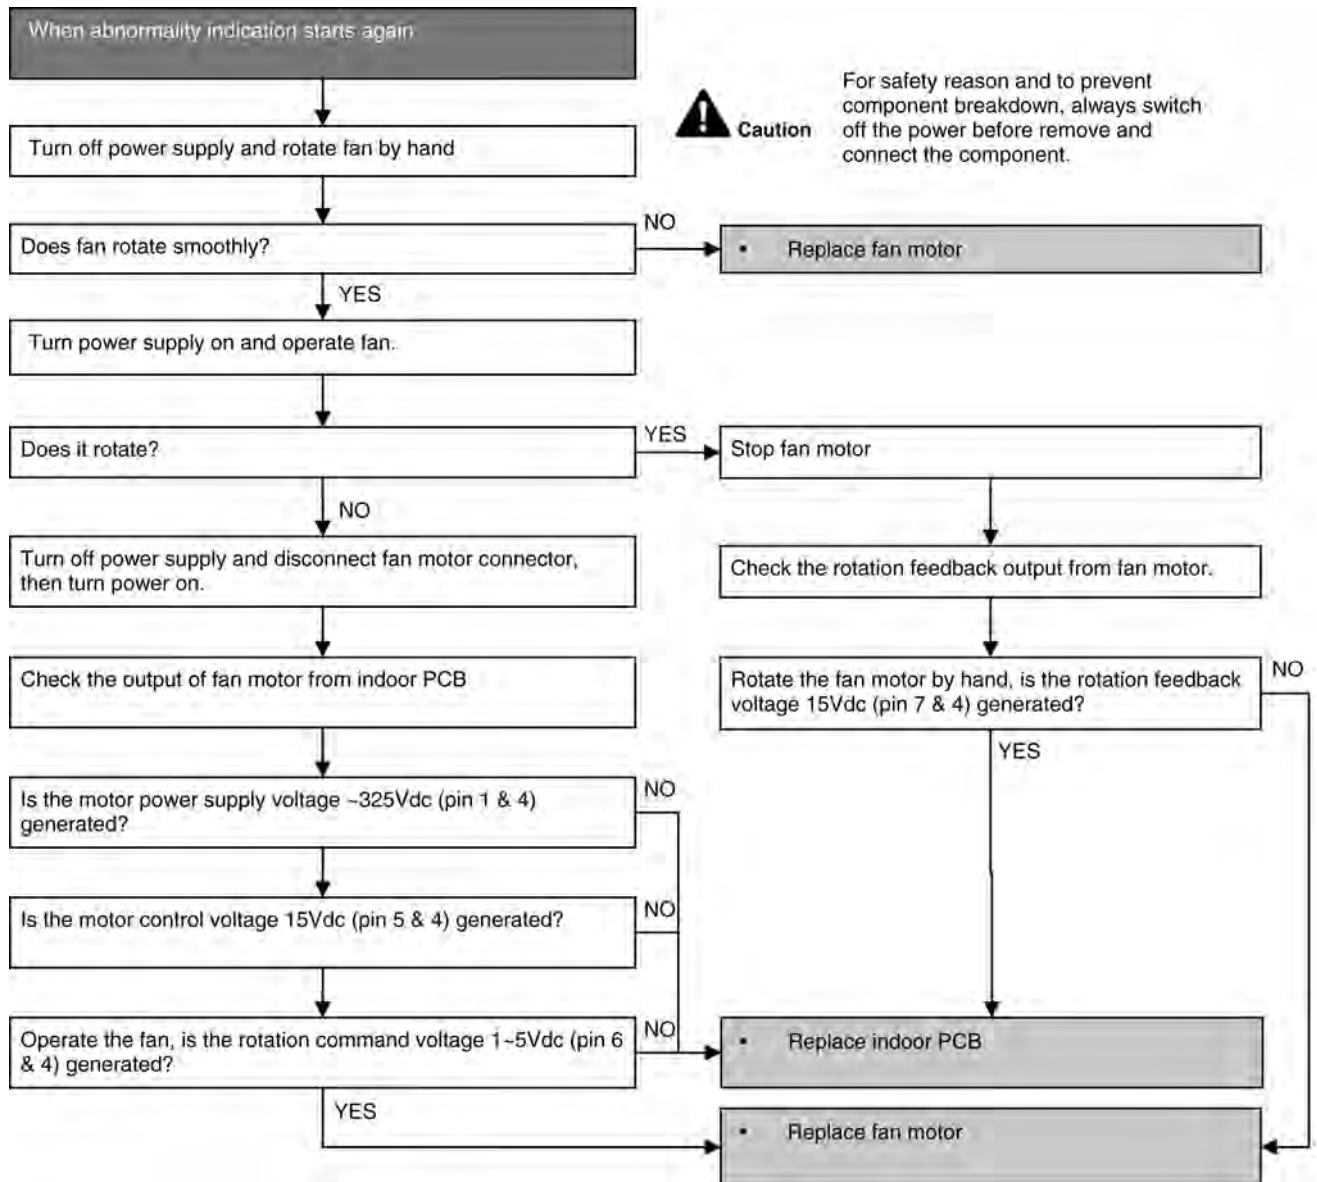 When abnormality indication starts again
For safety reason and to prevent
component breakdown, always switch
off the power before remove and
connect the component.
Caution
Turn off power supply and rotate fan by hand
Does fan rotate smoothly?
NO
• Replace fan motor
YES
Turn power supply on and operate fan.
Does it rotate?
YES
Stop fan motor
NO
Turn off power supply and disconnect fan motor connector,
then turn power on.
Check the rotation feedback output from fan motor.
Check the output of fan motor from indoor PCB
Rotate the fan motor by hand, is the rotation feedback
voltage 15Vdc (pin 7 & 4) generated?
NO
YES
Is the motor power supply voltage ~325Vdc (pin 1 & 4)
generated?
NO
Is the motor control voltage 15Vdc (pin 5 & 4) generated?
NO
Operate the fan, is the rotation command voltage 1~5Vdc (pin 6
& 4) generated?
NO
• Replace indoor PCB
YES
• Replace fan motor